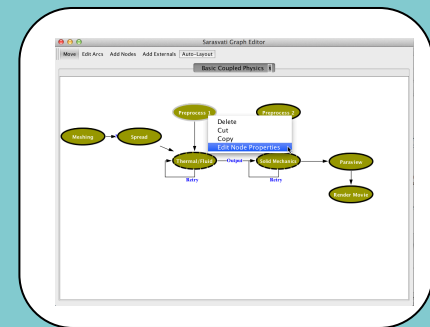 Sarasvati Graph Editor
Move Edit Arcs Add Nodes Add Externals Auto-Layout
Basic Coupled Physics
Preprocess 1 Preprocess 2
Delete
Cut
Copy
Edit Node Properties
Meshing Spread
Thermal/Fluid Output Solid Mechanics Paraview
Retry Retry
Render Movie